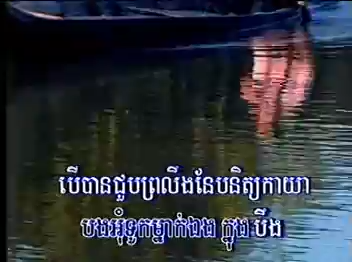 បើបានជួបព្រលឹងនែបនិត្យកាយា
បងអុំទូកម្នាក់ឯង ក្នុង បឹង